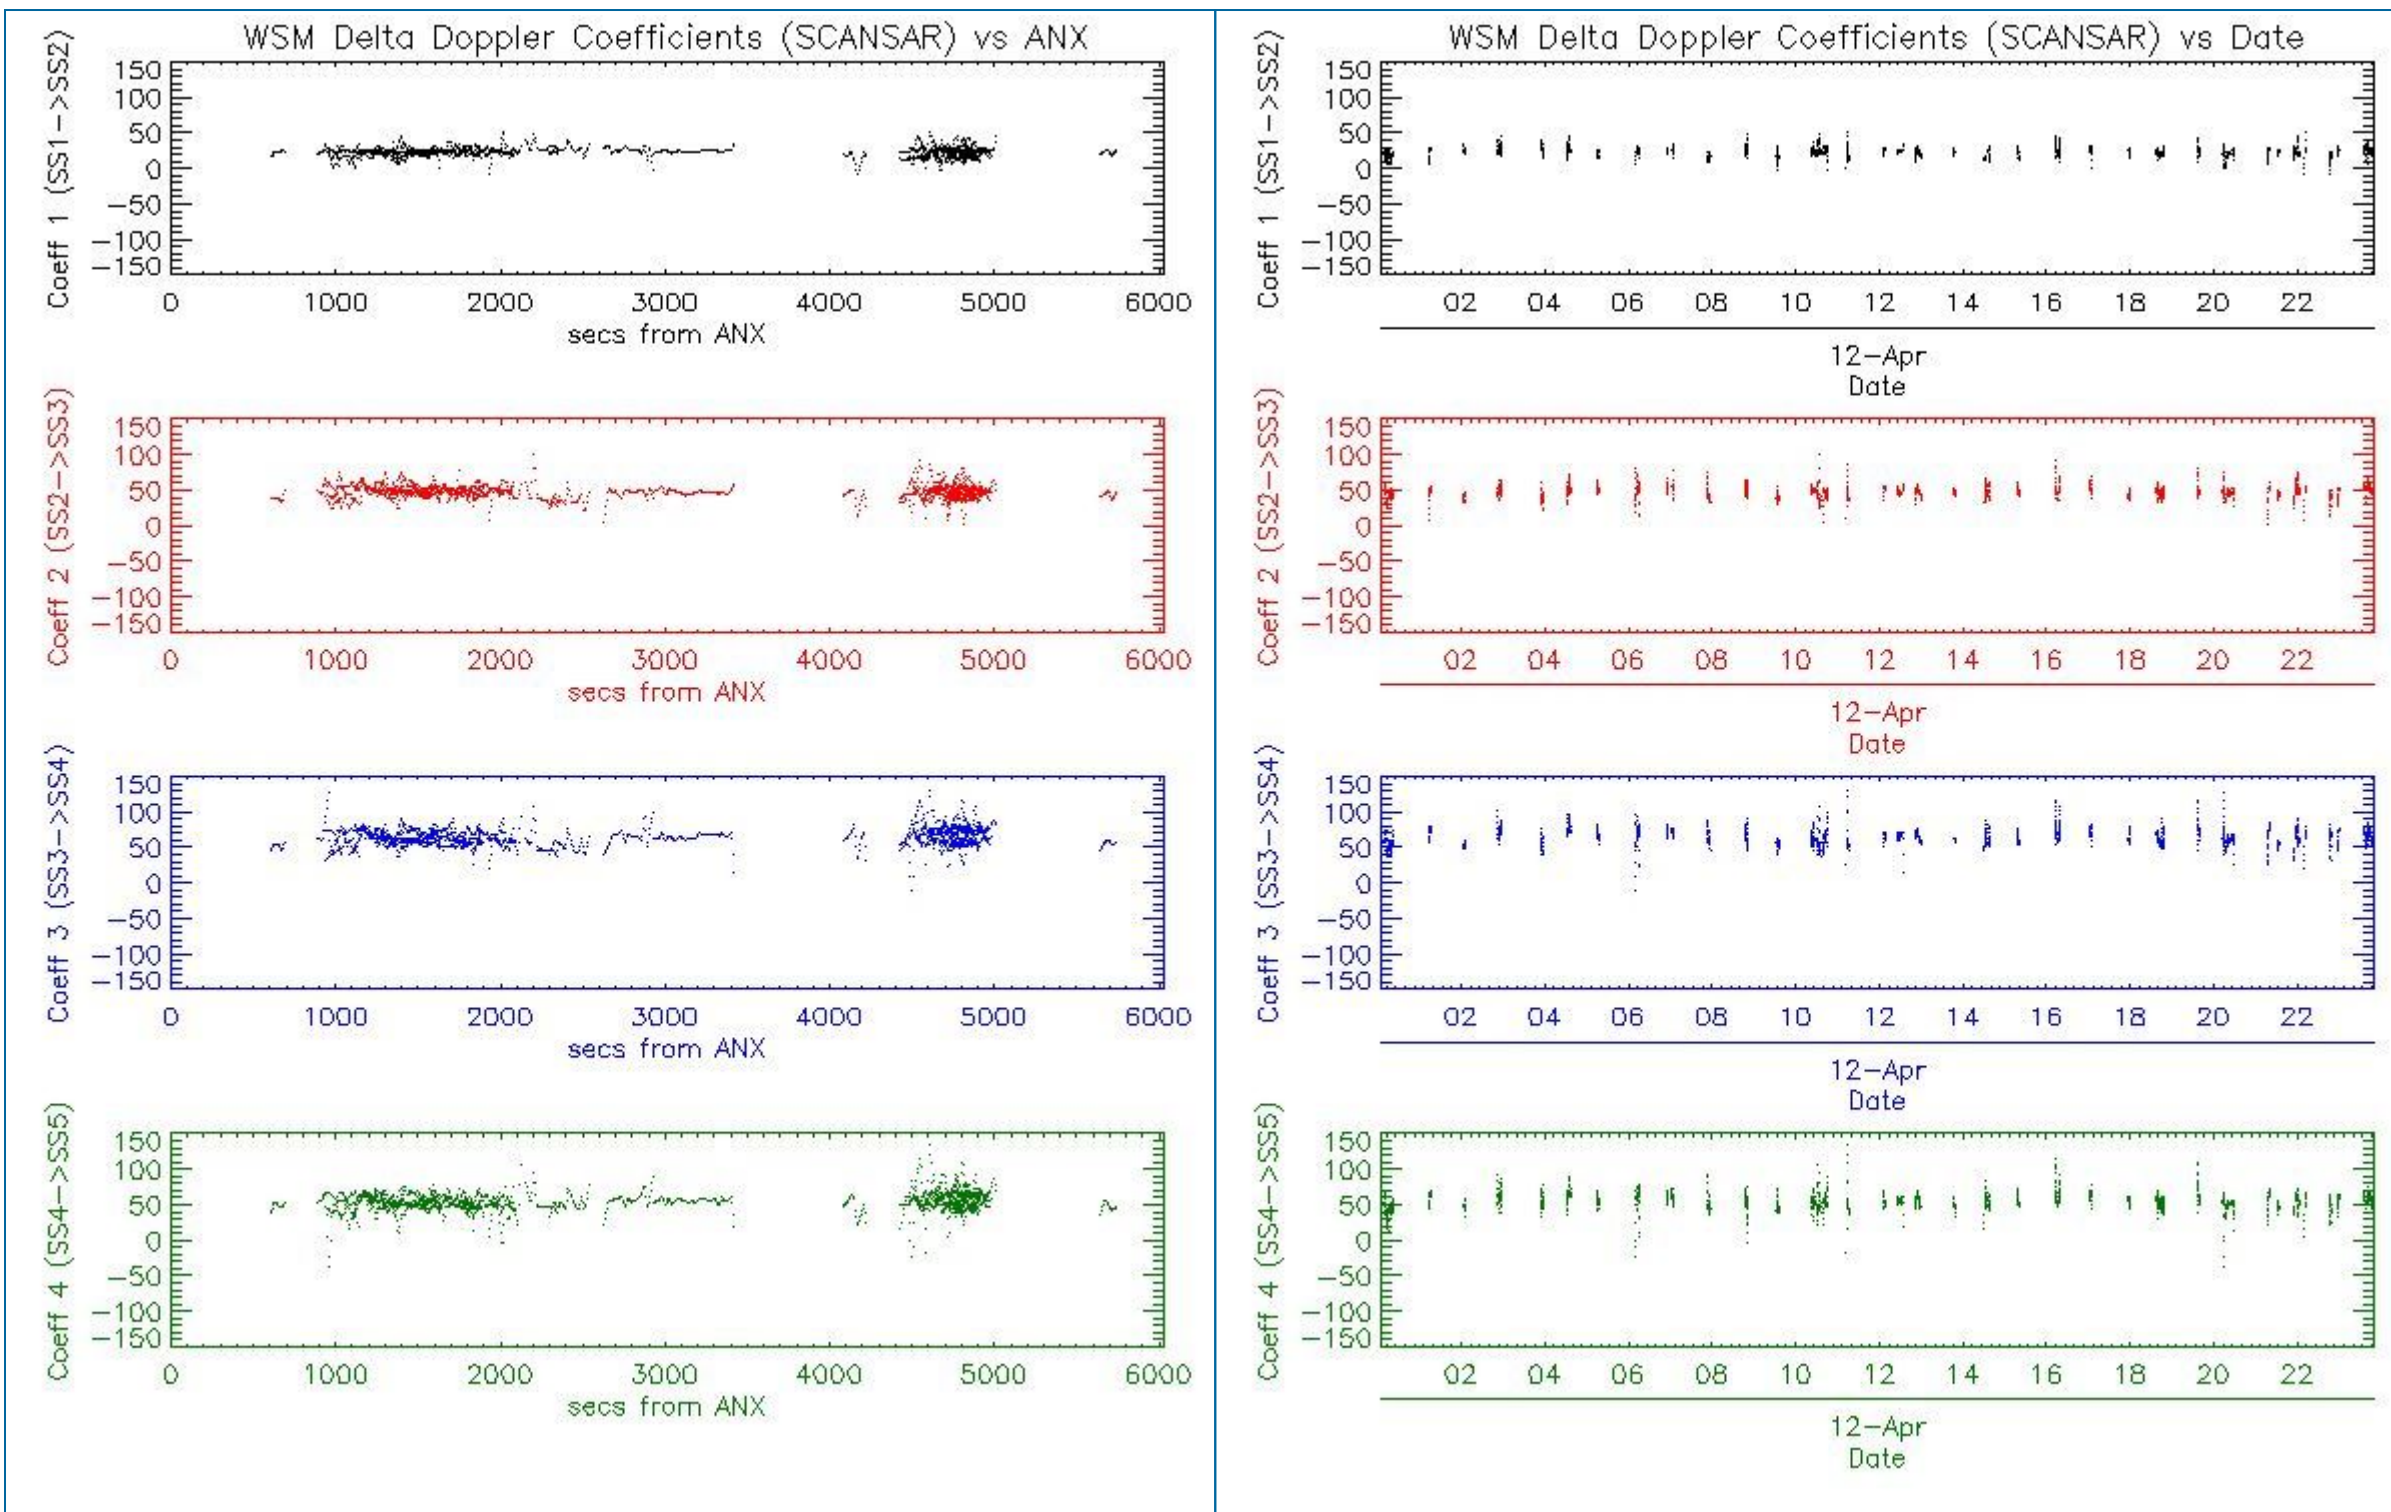 WSM Delta Doppler Coefficients (SCANSAR) vs ANX
Coeff 1 (SS1->SS2)
150
100
50
0
-50
-100
-150
0 1000 2000 3000 4000 5000 6000
secs from ANX
Coeff 2 (SS2->SS3)
150
100
50
0
-50
-100
-150
0 1000 2000 3000 4000 5000 6000
secs from ANX
Coeff 3 (SS3->SS4)
150
100
50
0
-50
-100
-150
0 1000 2000 3000 4000 5000 6000
secs from ANX
Coeff 4 (SS4->SS5)
150
100
50
0
-50
-100
-150
0 1000 2000 3000 4000 5000 6000
secs from ANX
WSM Delta Doppler Coefficients (SCANSAR) vs Date
Coeff 1 (SS1->SS2)
150
100
50
0
-50
-100
-150
02 04 06 08 10 12 14 16 18 20 22
12-Apr
Date
Coeff 2 (SS2->SS3)
150
100
50
0
-50
-100
-150
02 04 06 08 10 12 14 16 18 20 22
12-Apr
Date
Coeff 3 (SS3->SS4)
150
100
50
0
-50
-100
-150
02 04 06 08 10 12 14 16 18 20 22
12-Apr
Date
Coeff 4 (SS4->SS5)
150
100
50
0
-50
-100
-150
02 04 06 08 10 12 14 16 18 20 22
12-Apr
Date